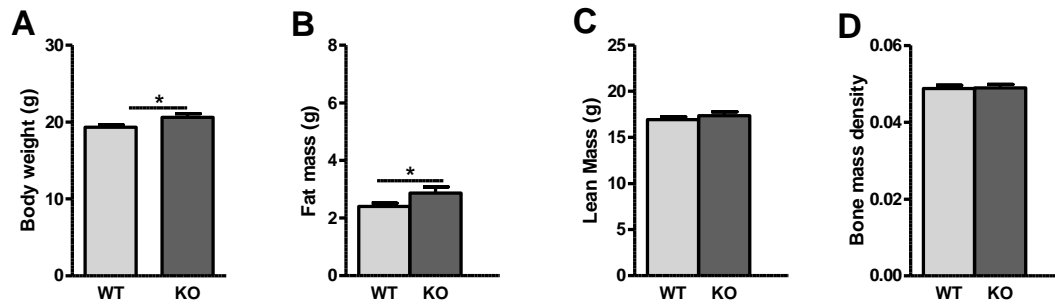 A
Body weight (g)
30
20
10
0
*
WT KO
B
Fat mass (g)
8
6
4
2
0
*
WT KO
C
Lean Mass (g)
25
20
15
10
5
0
WT KO
D
Bone mass density
0.06
0.04
0.02
0.00
WT KO